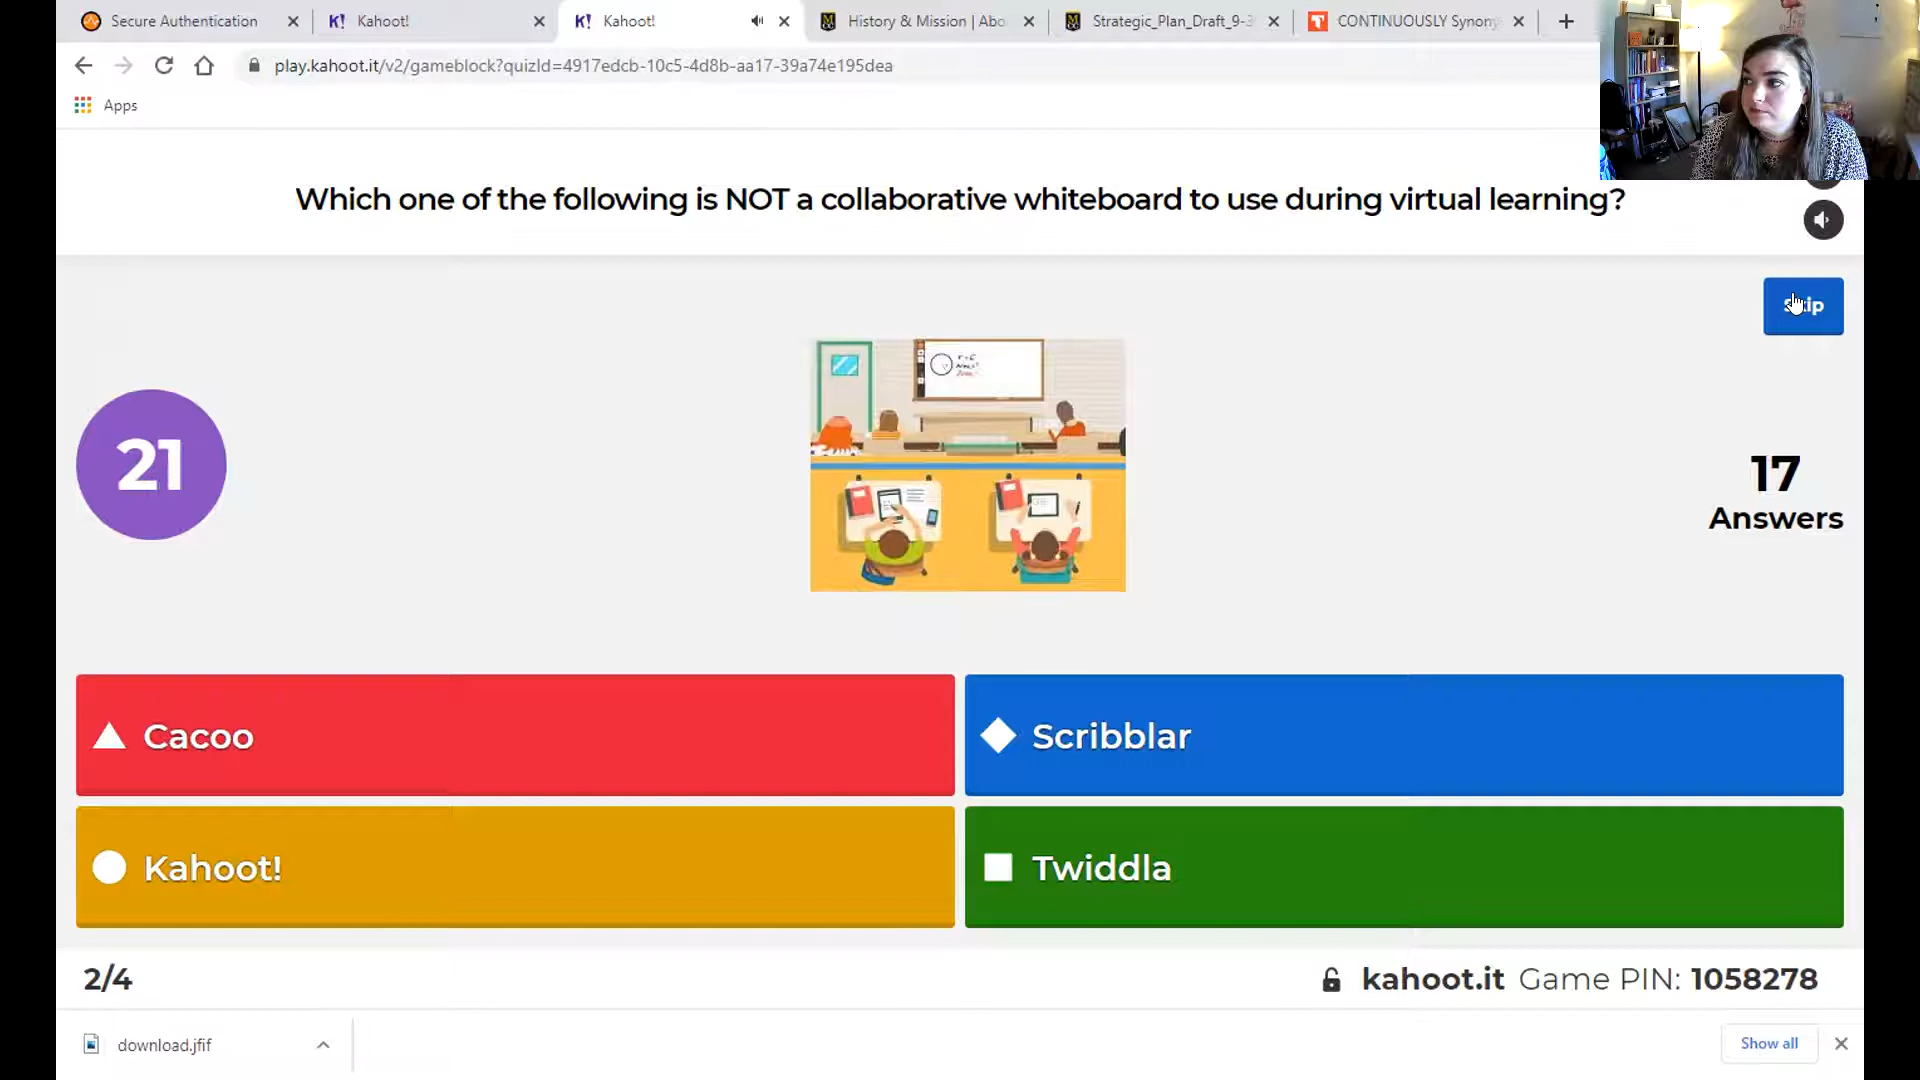 Secure Authentication
Kahoot!
Kahoot!
History & Mission | Abo
Strategic_Plan_Draft_9-3
CONTINUOUSLY Synony
play.kahoot.it/v2/gameblock?quizId=4917edcb-10c5-4d8b-aa17-39a74e195dea
Apps
Which one of the following is NOT a collaborative whiteboard to use during virtual learning?
Skip
21
17
Answers
Cacoo
Scribblar
Kahoot!
Twiddla
2/4
kahoot.it Game PIN: 1058278
download.jfif
Show all